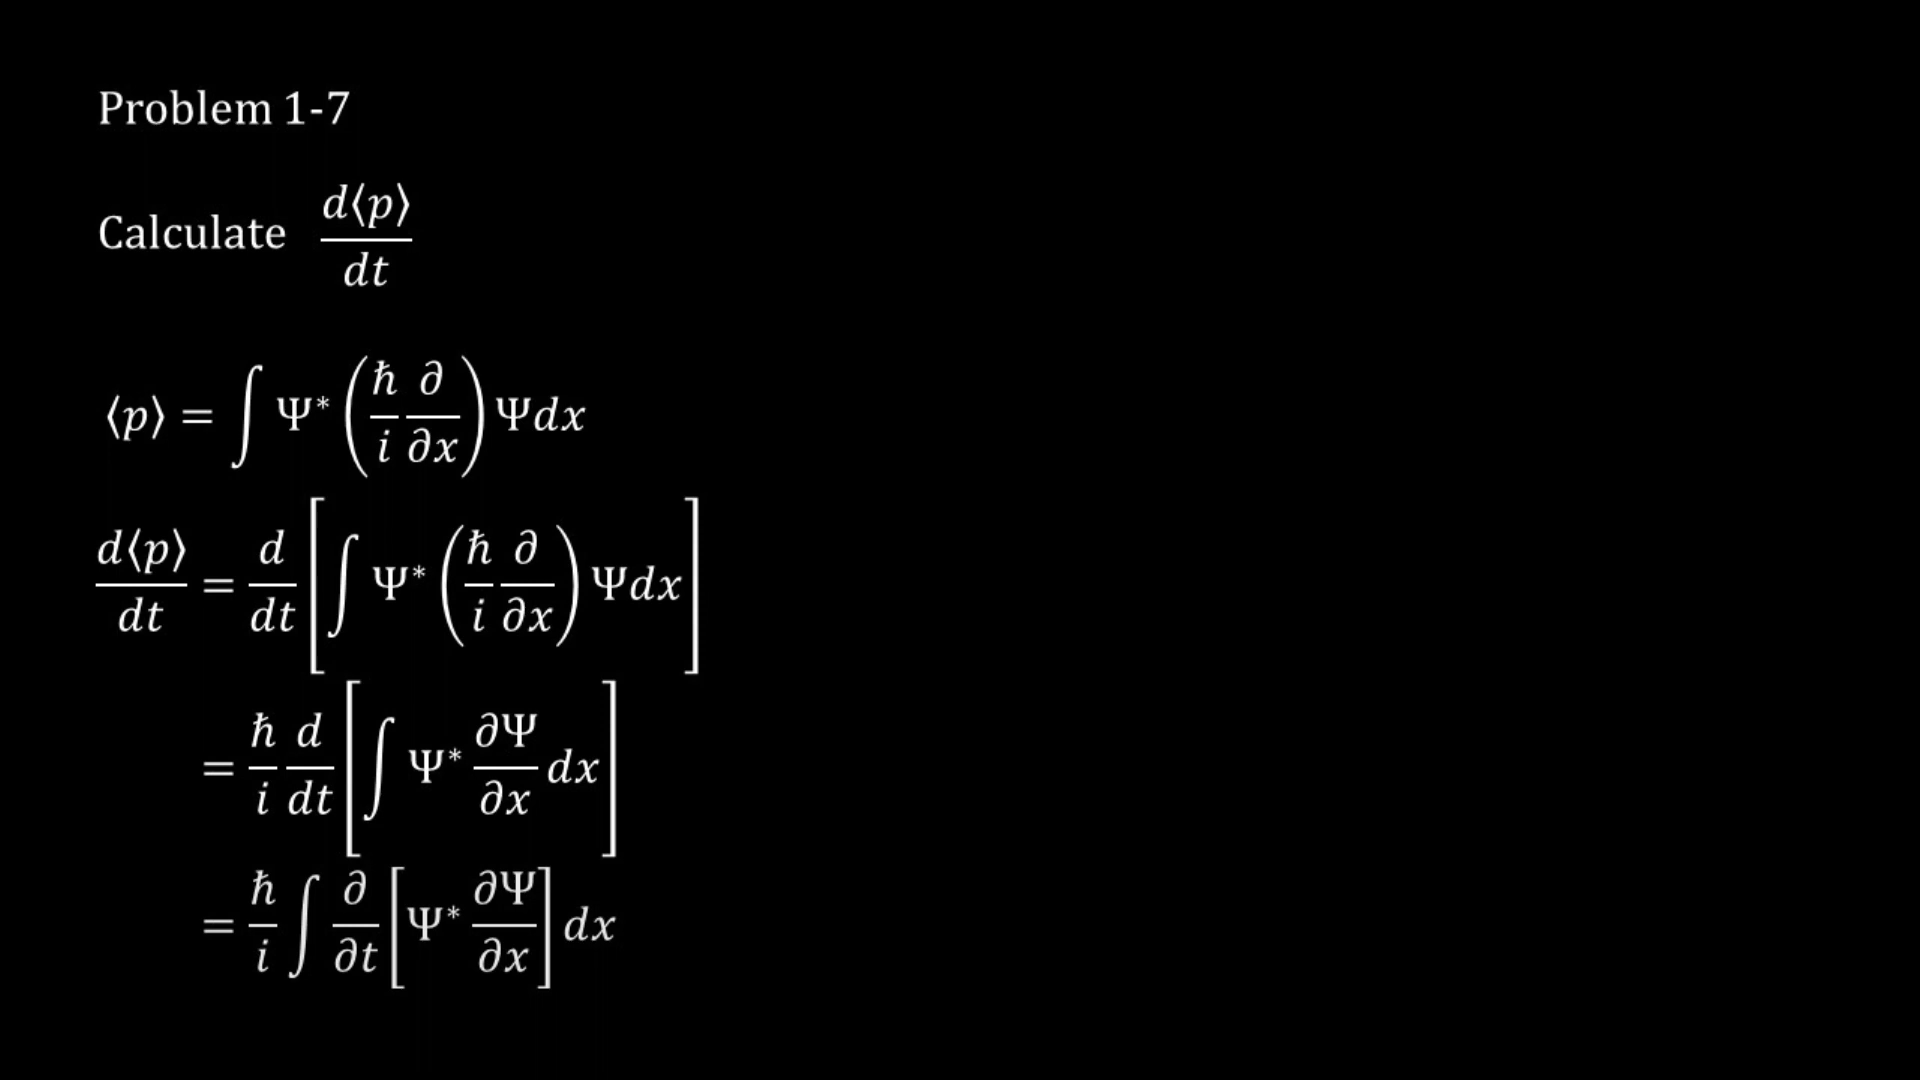 Problem 1-7
Calculate d⟨p⟩/dt
⟨p⟩ = ∫ Ψ* (ħ/i ∂/∂x) Ψdx
d⟨p⟩/dt = d/dt [∫ Ψ* (ħ/i ∂/∂x) Ψdx]
= ħ/i d/dt [∫ Ψ* ∂Ψ/∂x dx]
= ħ/i ∫ ∂/∂t [Ψ* ∂Ψ/∂x] dx